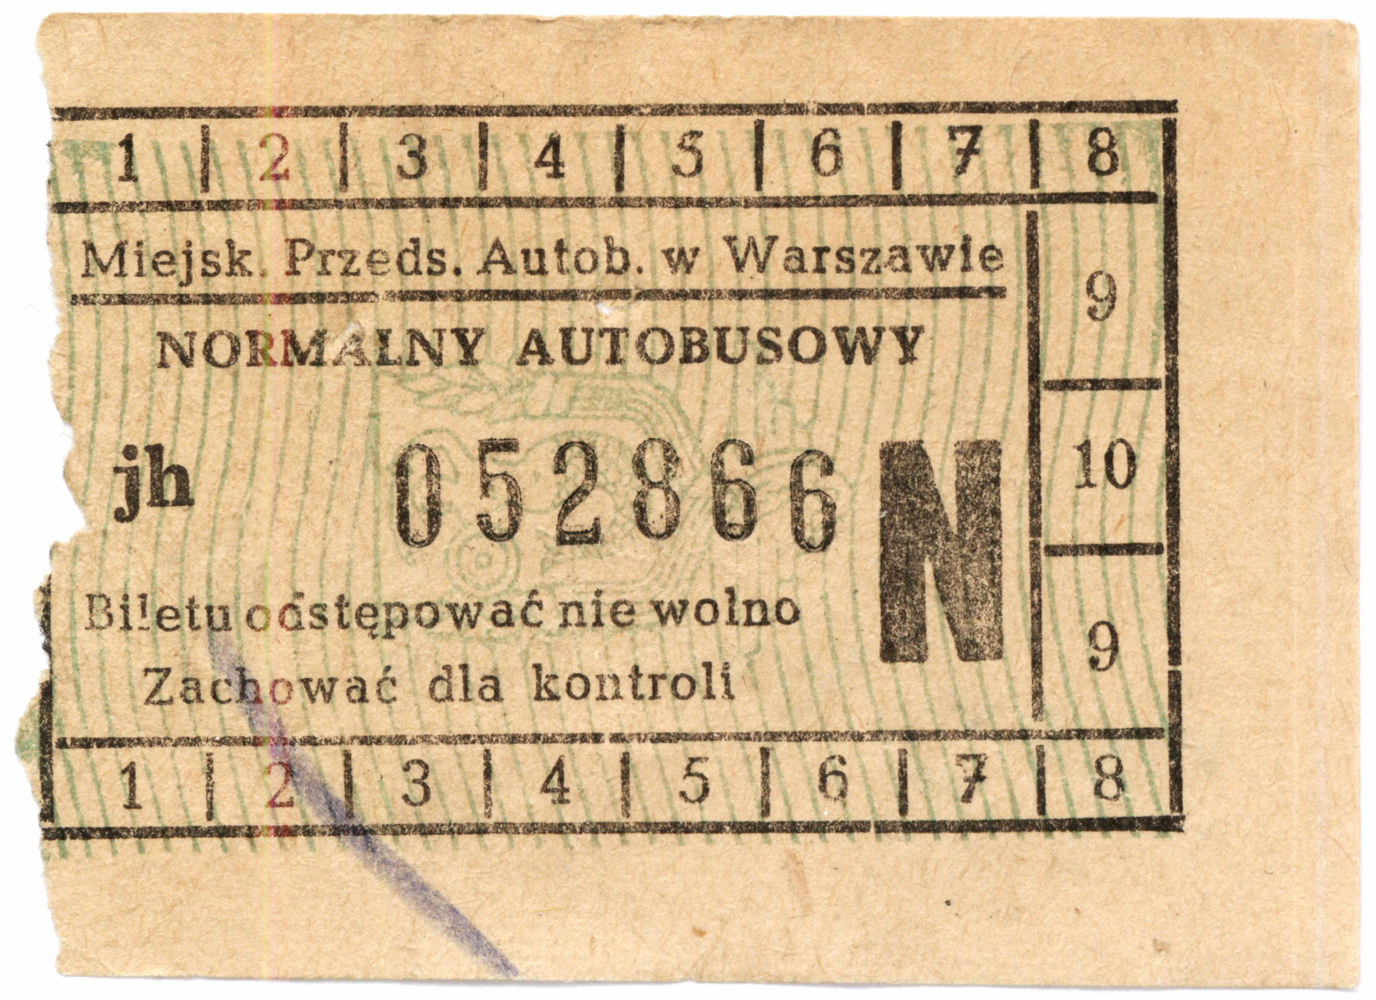 1 | 2 | 3 | 4 | 5 | 6 | 7 | 8
Miejsk. Przeds. Autob. w Warszawie
9
NORMALNY AUTOBUSOWY
jh 052866 N
10
Biletu odstępować nie wolno
9
Zachować dla kontroli
1 | 2 | 3 | 4 | 5 | 6 | 7 | 8